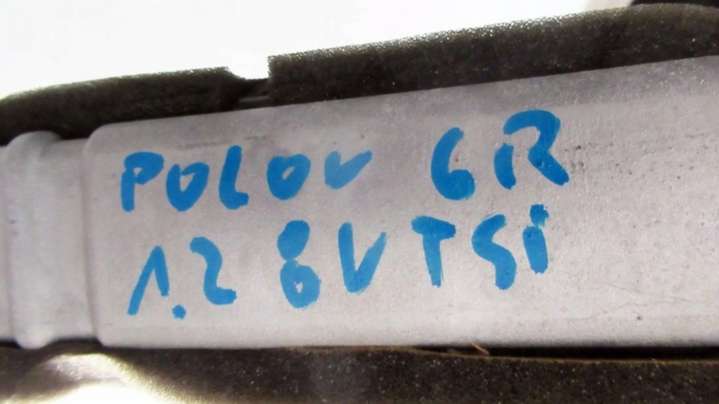 POLO V 6R
1.2 8V TSi